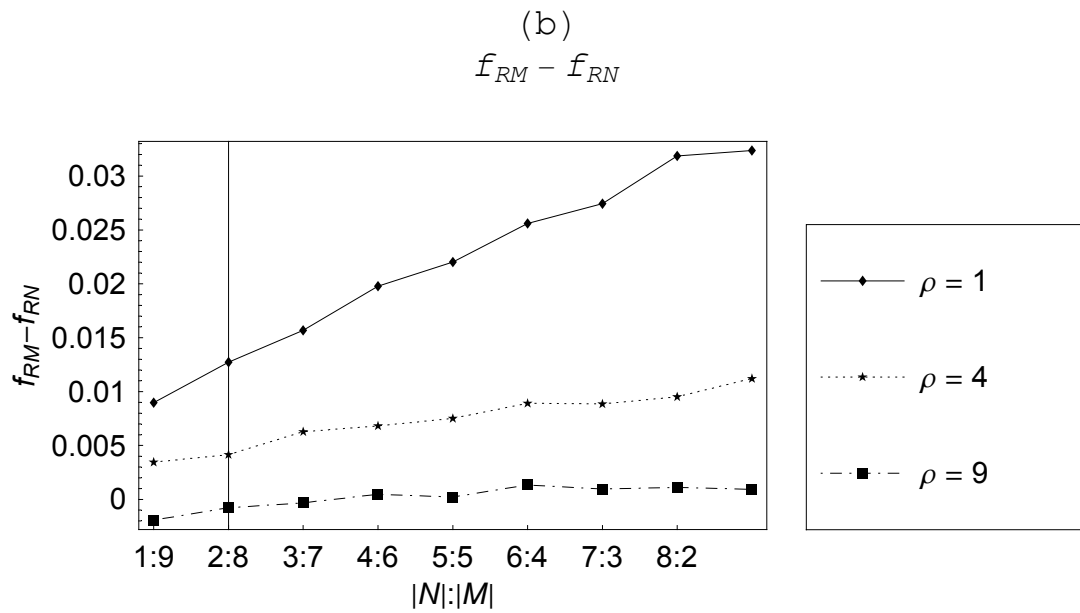 (b)
f_RM − f_RN
0.03
0.025
0.02
0.015
0.01
0.005
0
f_RM−f_RN
1:9 2:8 3:7 4:6 5:5 6:4 7:3 8:2
|N|:|M|
ρ = 1
ρ = 4
ρ = 9